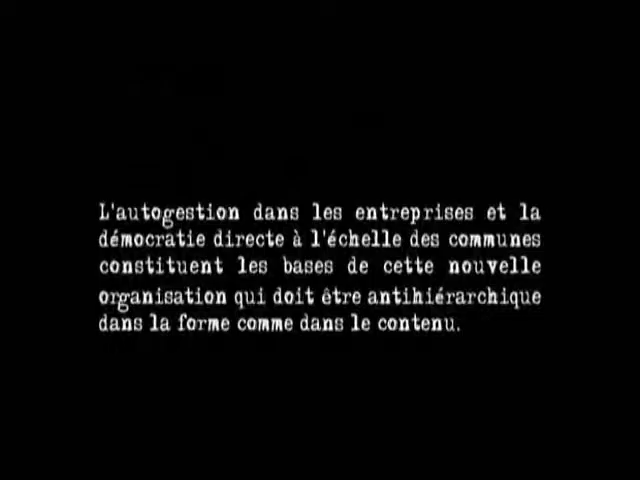 L'autogestion dans les entreprises et la
démocratie directe à l'échelle des communes
constituent les bases de cette nouvelle
organisation qui doit être antihiérarchique
dans la forme comme dans le contenu.